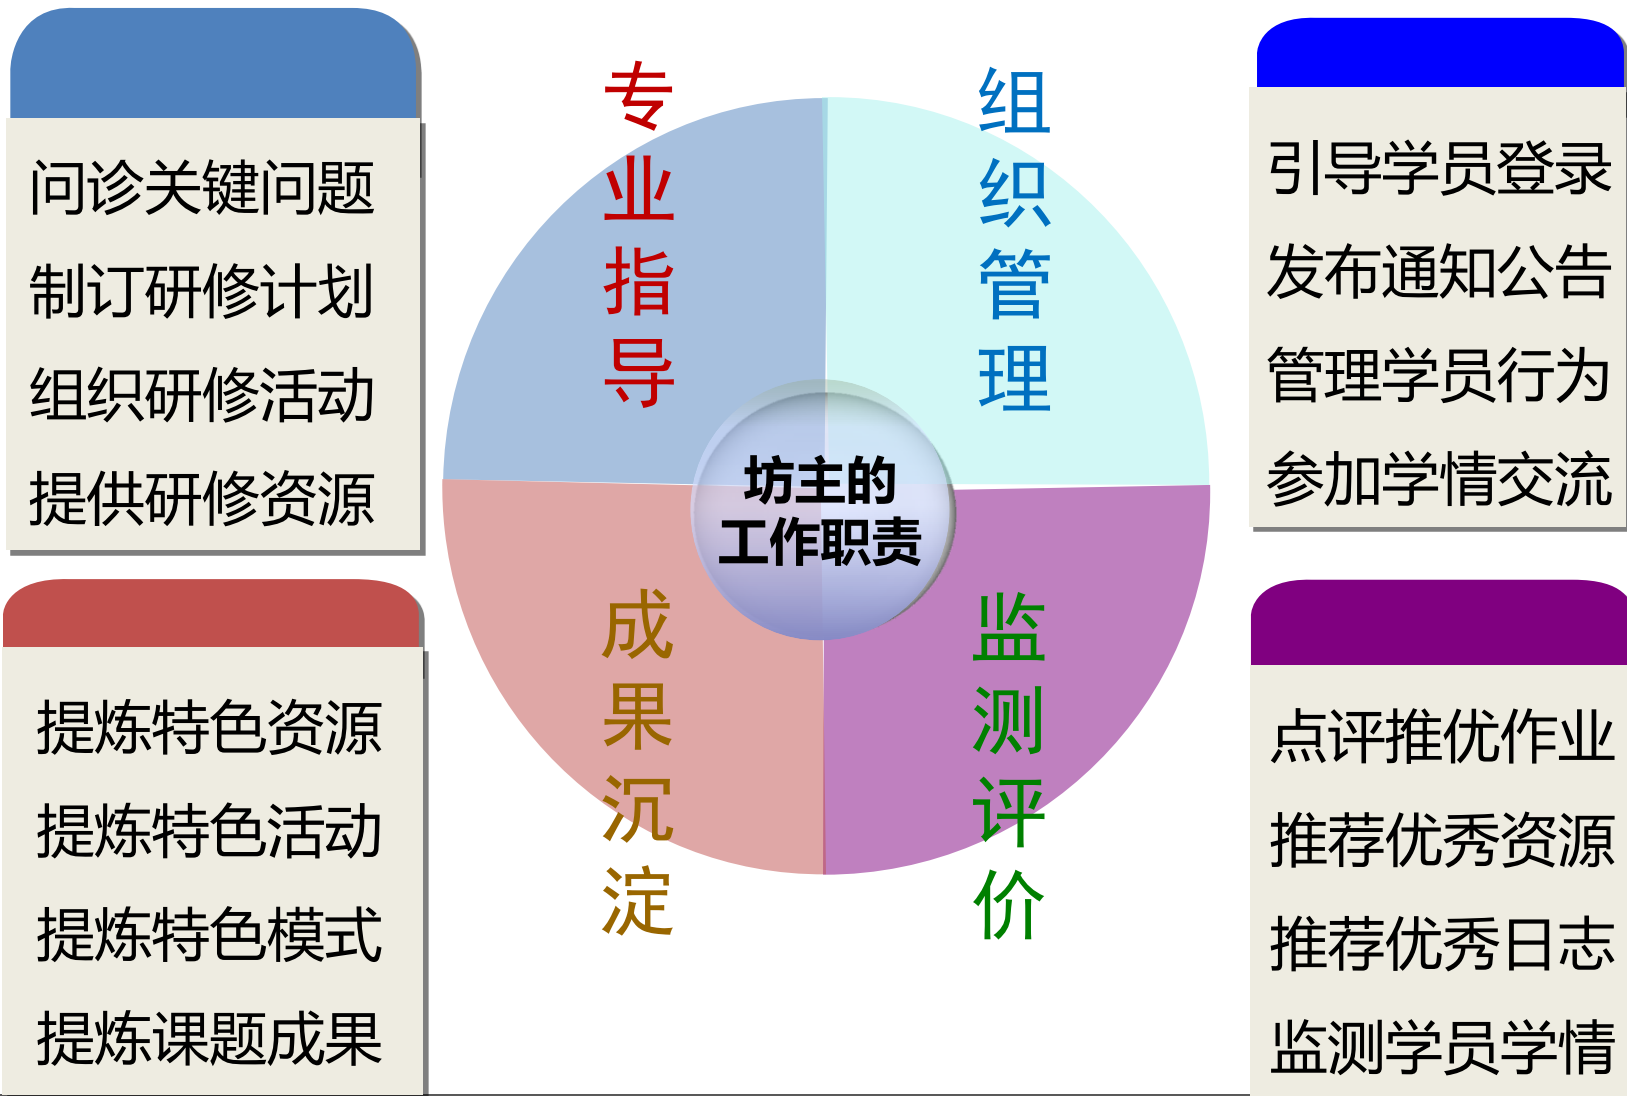 问诊关键问题
制订研修计划
组织研修活动
提供研修资源
专业指导
组织管理
引导学员登录
发布通知公告
管理学员行为
参加学情交流
坊主的
工作职责
提炼特色资源
提炼特色活动
提炼特色模式
提炼课题成果
成果沉淀
监测评价
点评推优作业
推荐优秀资源
推荐优秀日志
监测学员学情